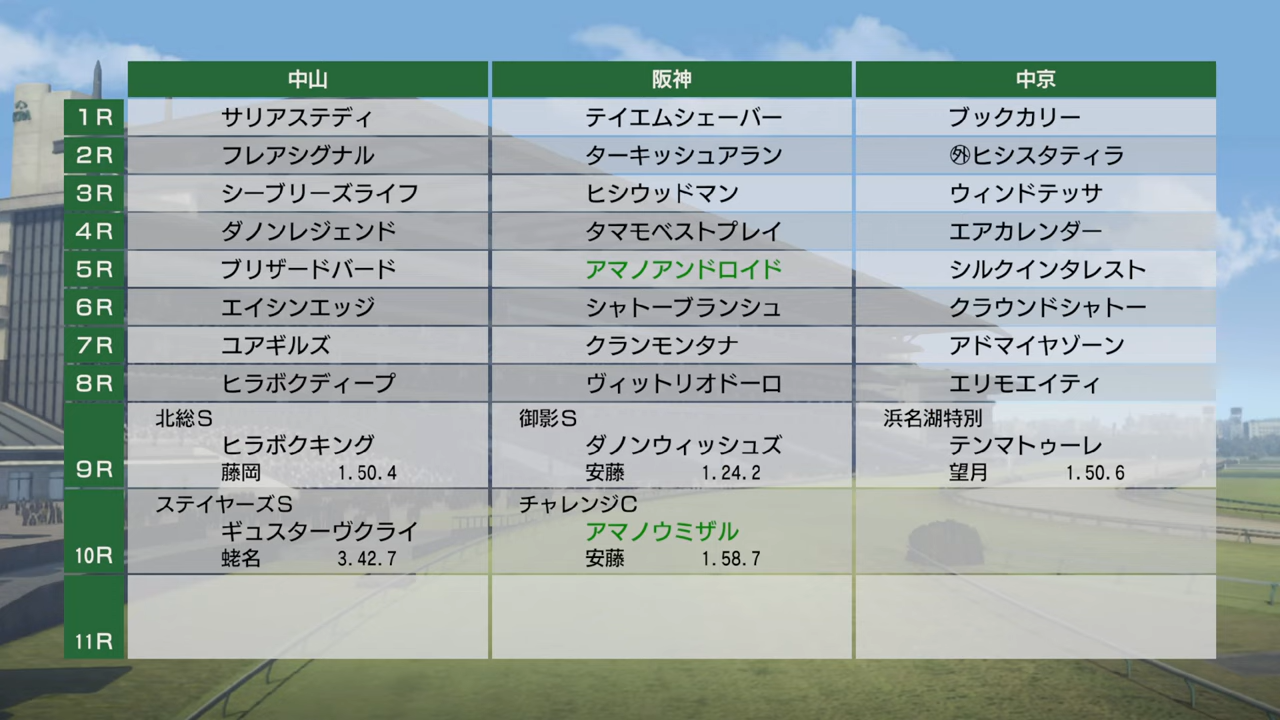 中山 阪神 中京
1R サリアステディ テイエムシェーバー ブックカリー
2R フレアシグナル ターキッシュアラン ㊕ヒシスタティラ
3R シーブリーズライフ ヒシウッドマン ウィンドテッサ
4R ダノンレジェンド タマモベストプレイ エアカレンダー
5R ブリザードバード アマノアンドロイド シルクインタレスト
6R エイシンエッジ シャトーブランシュ クラウンドシャトー
7R ユアギルズ クランモンタナ アドマイヤゾーン
8R ヒラボクディープ ヴィットリオドーロ エリモエイティ
北総S 御影S 浜名湖特別
ヒラボクキング ダノンウィッシュズ テンマトゥーレ
9R 藤岡 1.50.4 安藤 1.24.2 望月 1.50.6
ステイヤーズS チャレンジC
ギュスターヴクライ アマノウミザル
10R 蛯名 3.42.7 安藤 1.58.7
11R